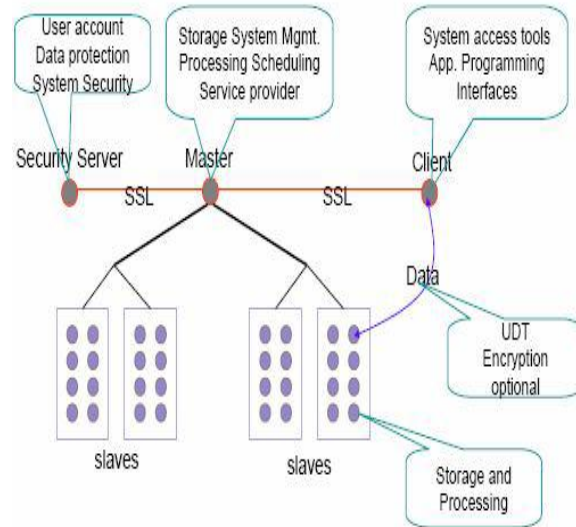 User account
Data protection
System Security
Storage System Mgmt.
Processing Scheduling
Service provider
System access tools
App. Programming
Interfaces
Security Server
Master
Client
SSL
SSL
Data
UDT
Encryption
optional
slaves
slaves
Storage and
Processing